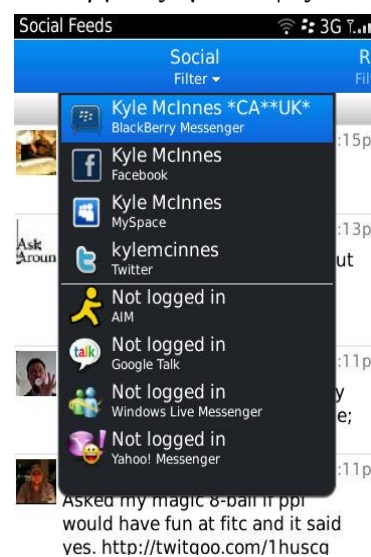 Social Feeds 3G
Social R
Filter Fil
Kyle McInnes *CA**UK*
BlackBerry Messenger
:15p
Kyle McInnes
Facebook
Kyle McInnes
MySpace
:13p
Ask
Aroun
kylemcinnes
Twitter
ut
Not logged in
AIM
talk
Not logged in
Google Talk
:11p
Not logged in
Windows Live Messenger
y
e;
Not logged in
Yahoo! Messenger
:11p
Asked my magic 8-ball if ppl
would have fun at fitc and it said
yes. http://twitgoo.com/1huscg